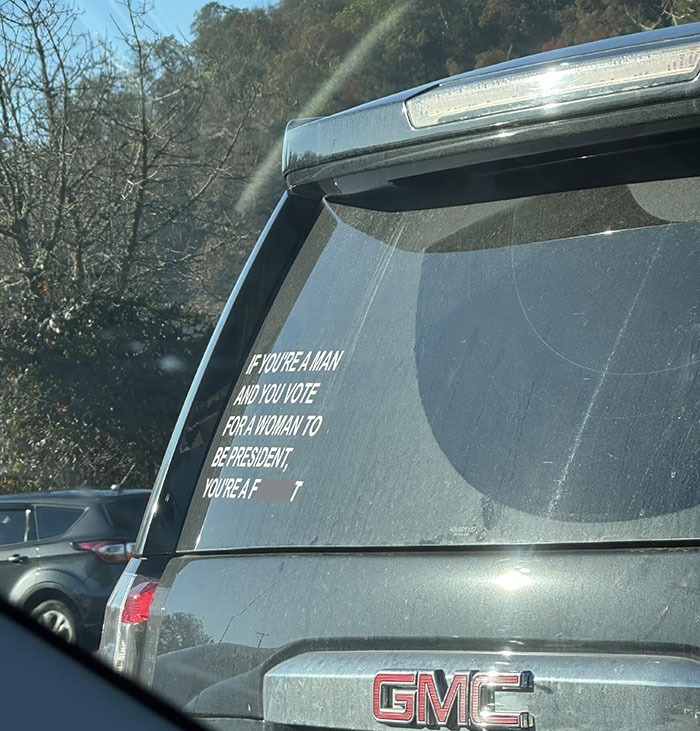 IF YOU'RE A MAN
AND YOU VOTE
FOR A WOMAN TO
BE PRESIDENT,
YOU'RE A F T
GMC